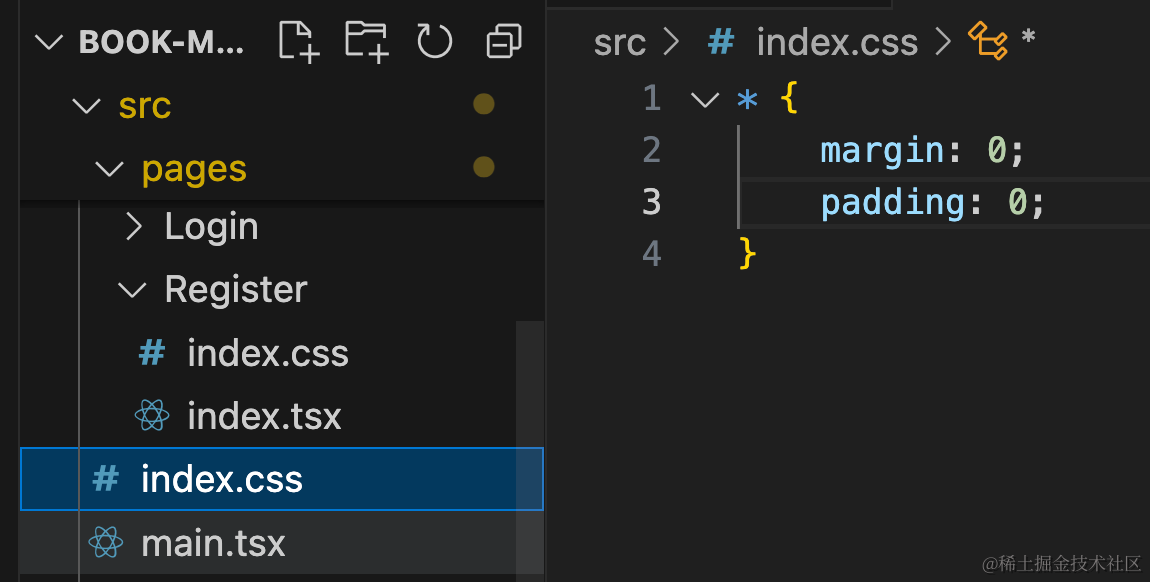 BOOK-M...
src
pages
Login
Register
# index.css
index.tsx
# index.css
main.tsx
src > # index.css > *
1 * {
2 margin: 0;
3 padding: 0;
4 }
@稀土掘金技术社区